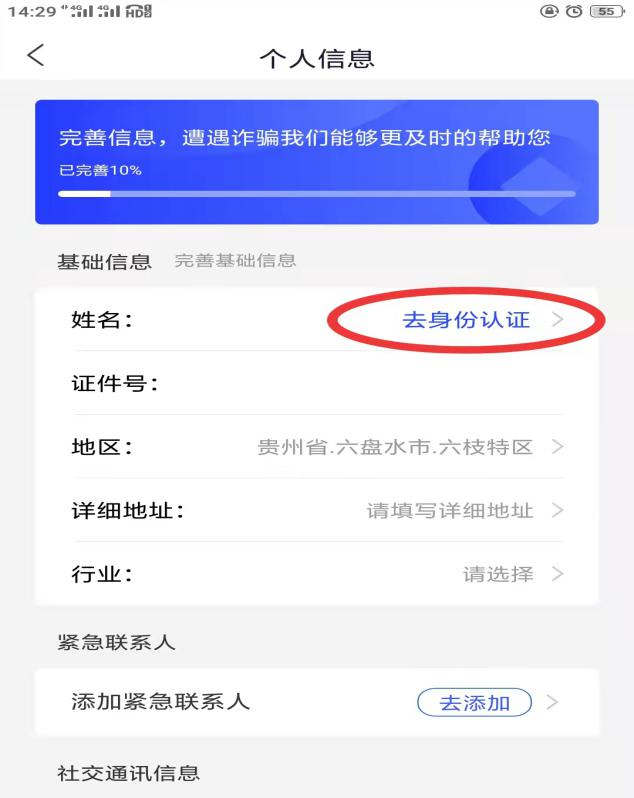 14:29 4G 4G HD 55
个人信息
完善信息，遭遇诈骗我们能够更及时的帮助您
已完善10%
基础信息 完善基础信息
姓名： 去身份认证
证件号：
地区： 贵州省.六盘水市.六枝特区
详细地址： 请填写详细地址
行业： 请选择
紧急联系人
添加紧急联系人 去添加
社交通讯信息